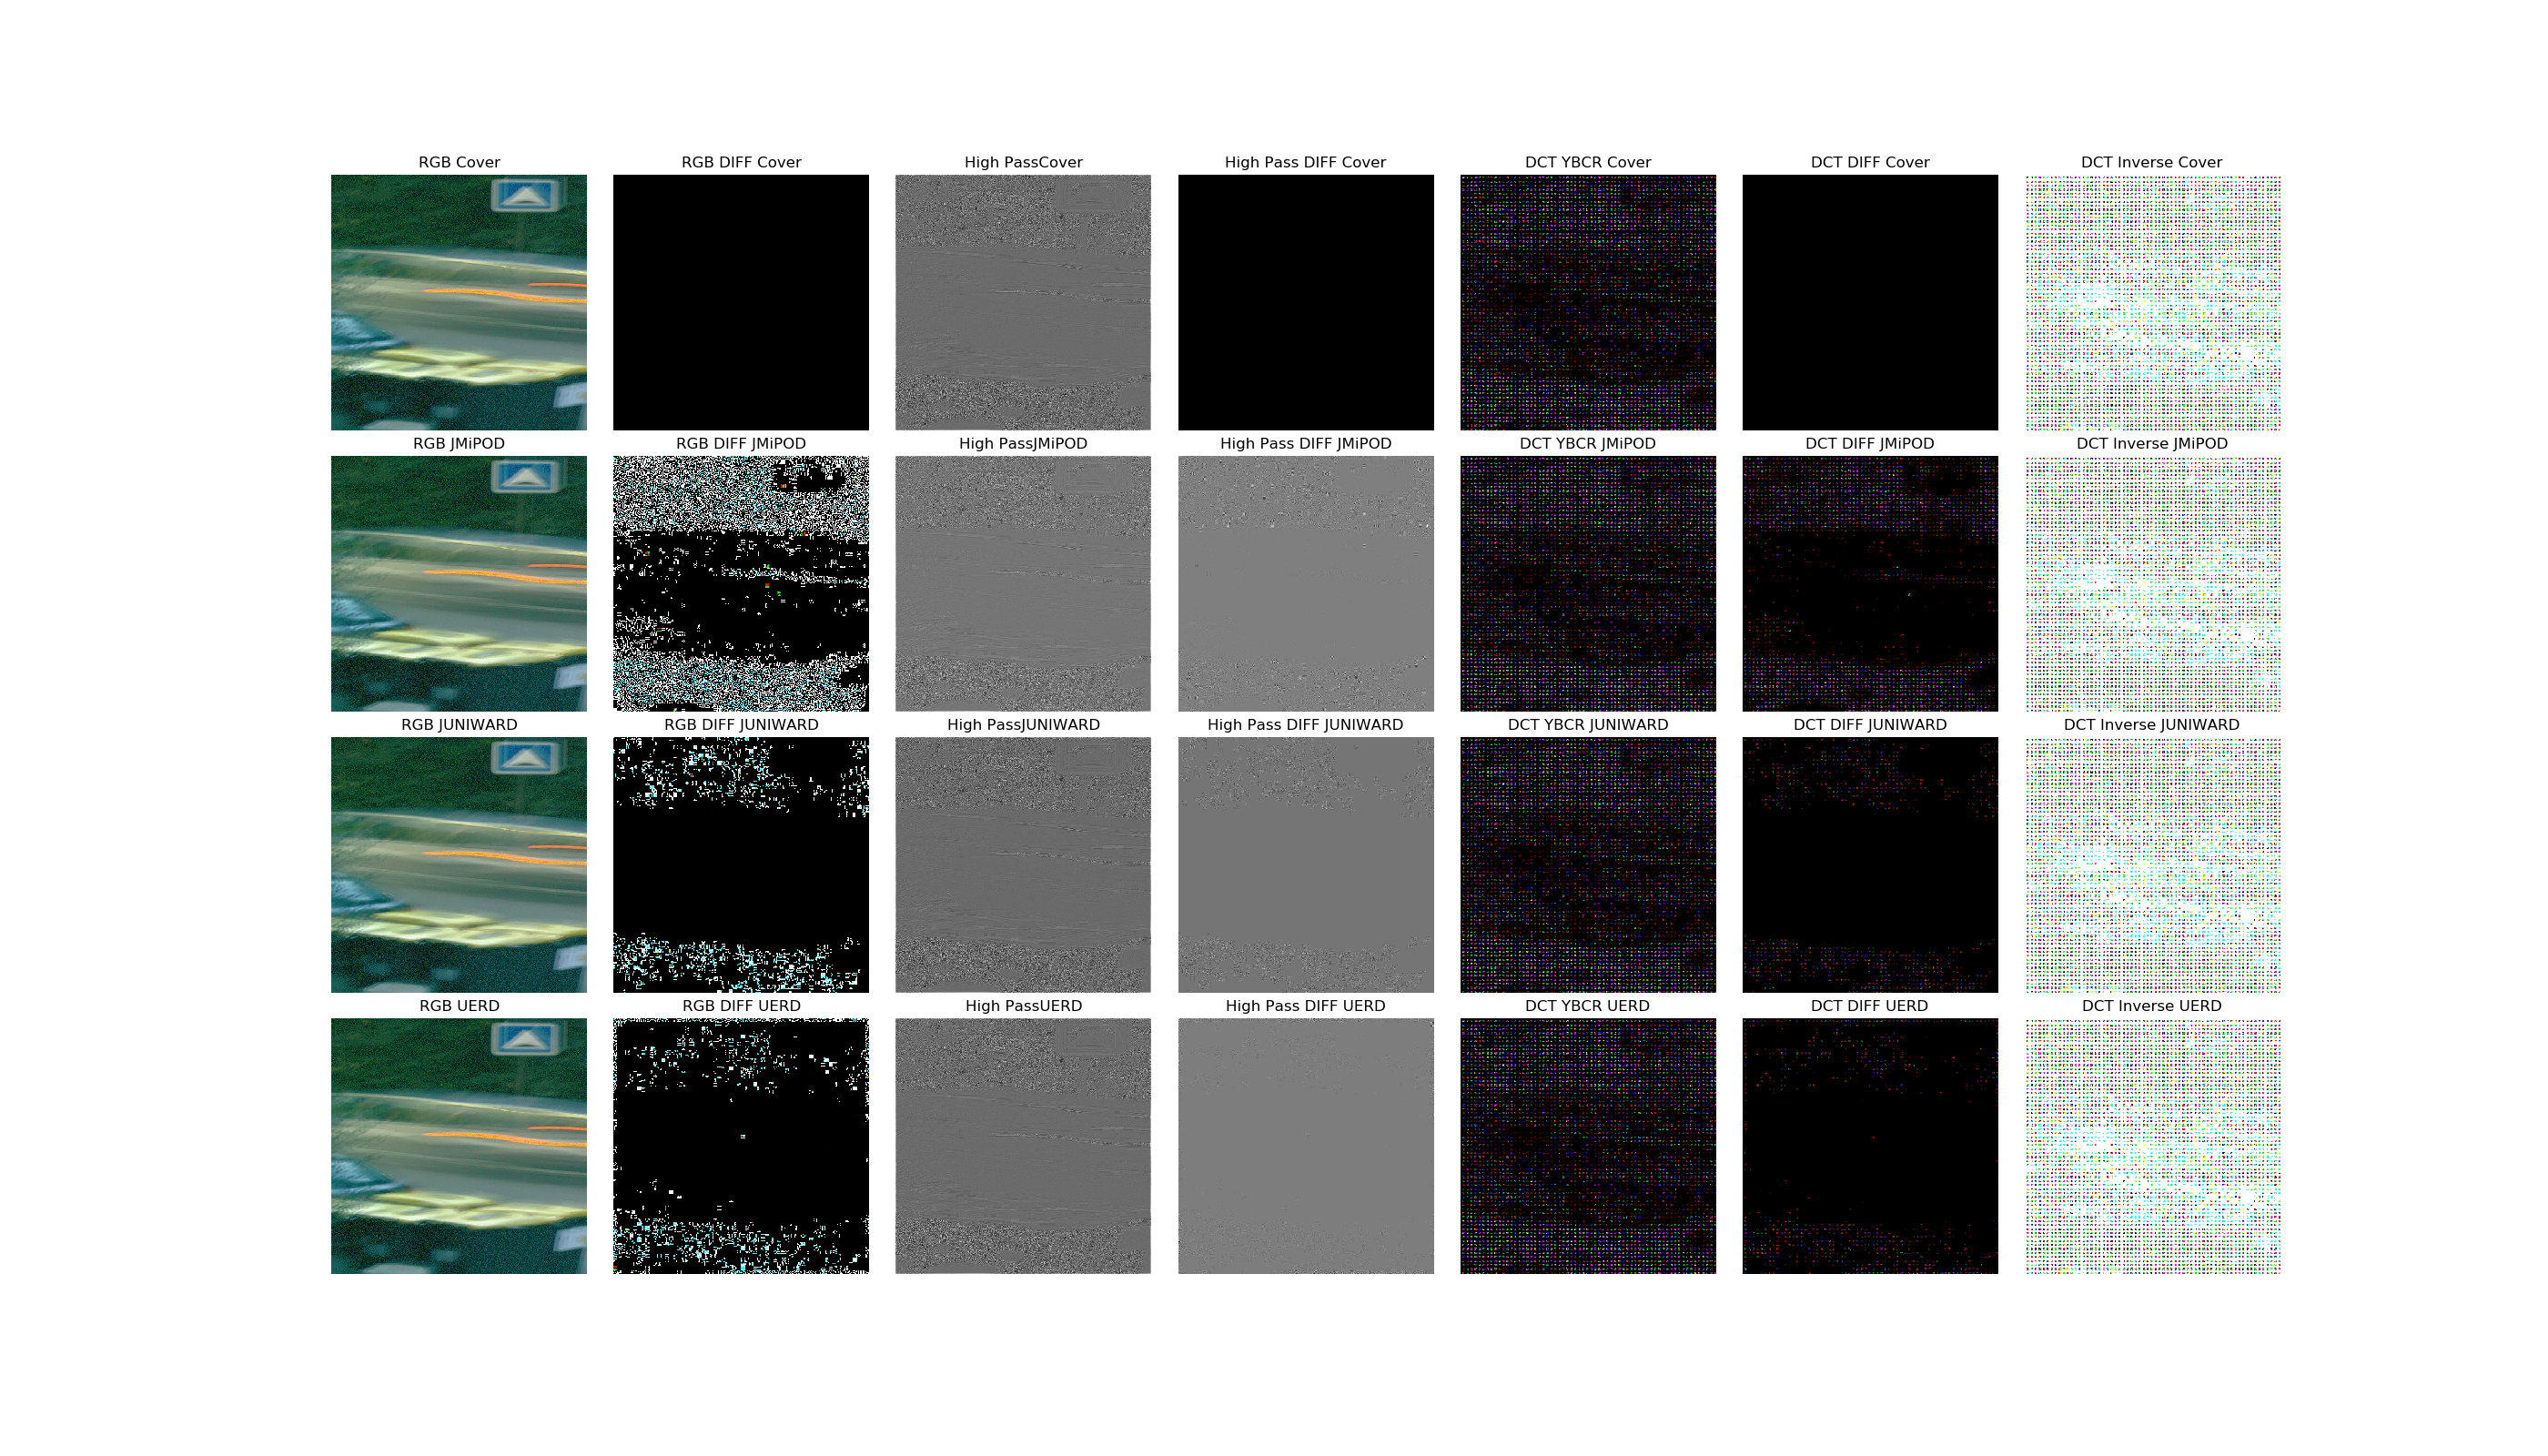 RGB Cover
RGB DIFF Cover
High PassCover
High Pass DIFF Cover
DCT YBCR Cover
DCT DIFF Cover
DCT Inverse Cover
RGB JMiPOD
RGB DIFF JMiPOD
High PassJMiPOD
High Pass DIFF JMiPOD
DCT YBCR JMiPOD
DCT DIFF JMiPOD
DCT Inverse JMiPOD
RGB JUNIWARD
RGB DIFF JUNIWARD
High PassJUNIWARD
High Pass DIFF JUNIWARD
DCT YBCR JUNIWARD
DCT DIFF JUNIWARD
DCT Inverse JUNIWARD
RGB UERD
RGB DIFF UERD
High PassUERD
High Pass DIFF UERD
DCT YBCR UERD
DCT DIFF UERD
DCT Inverse UERD